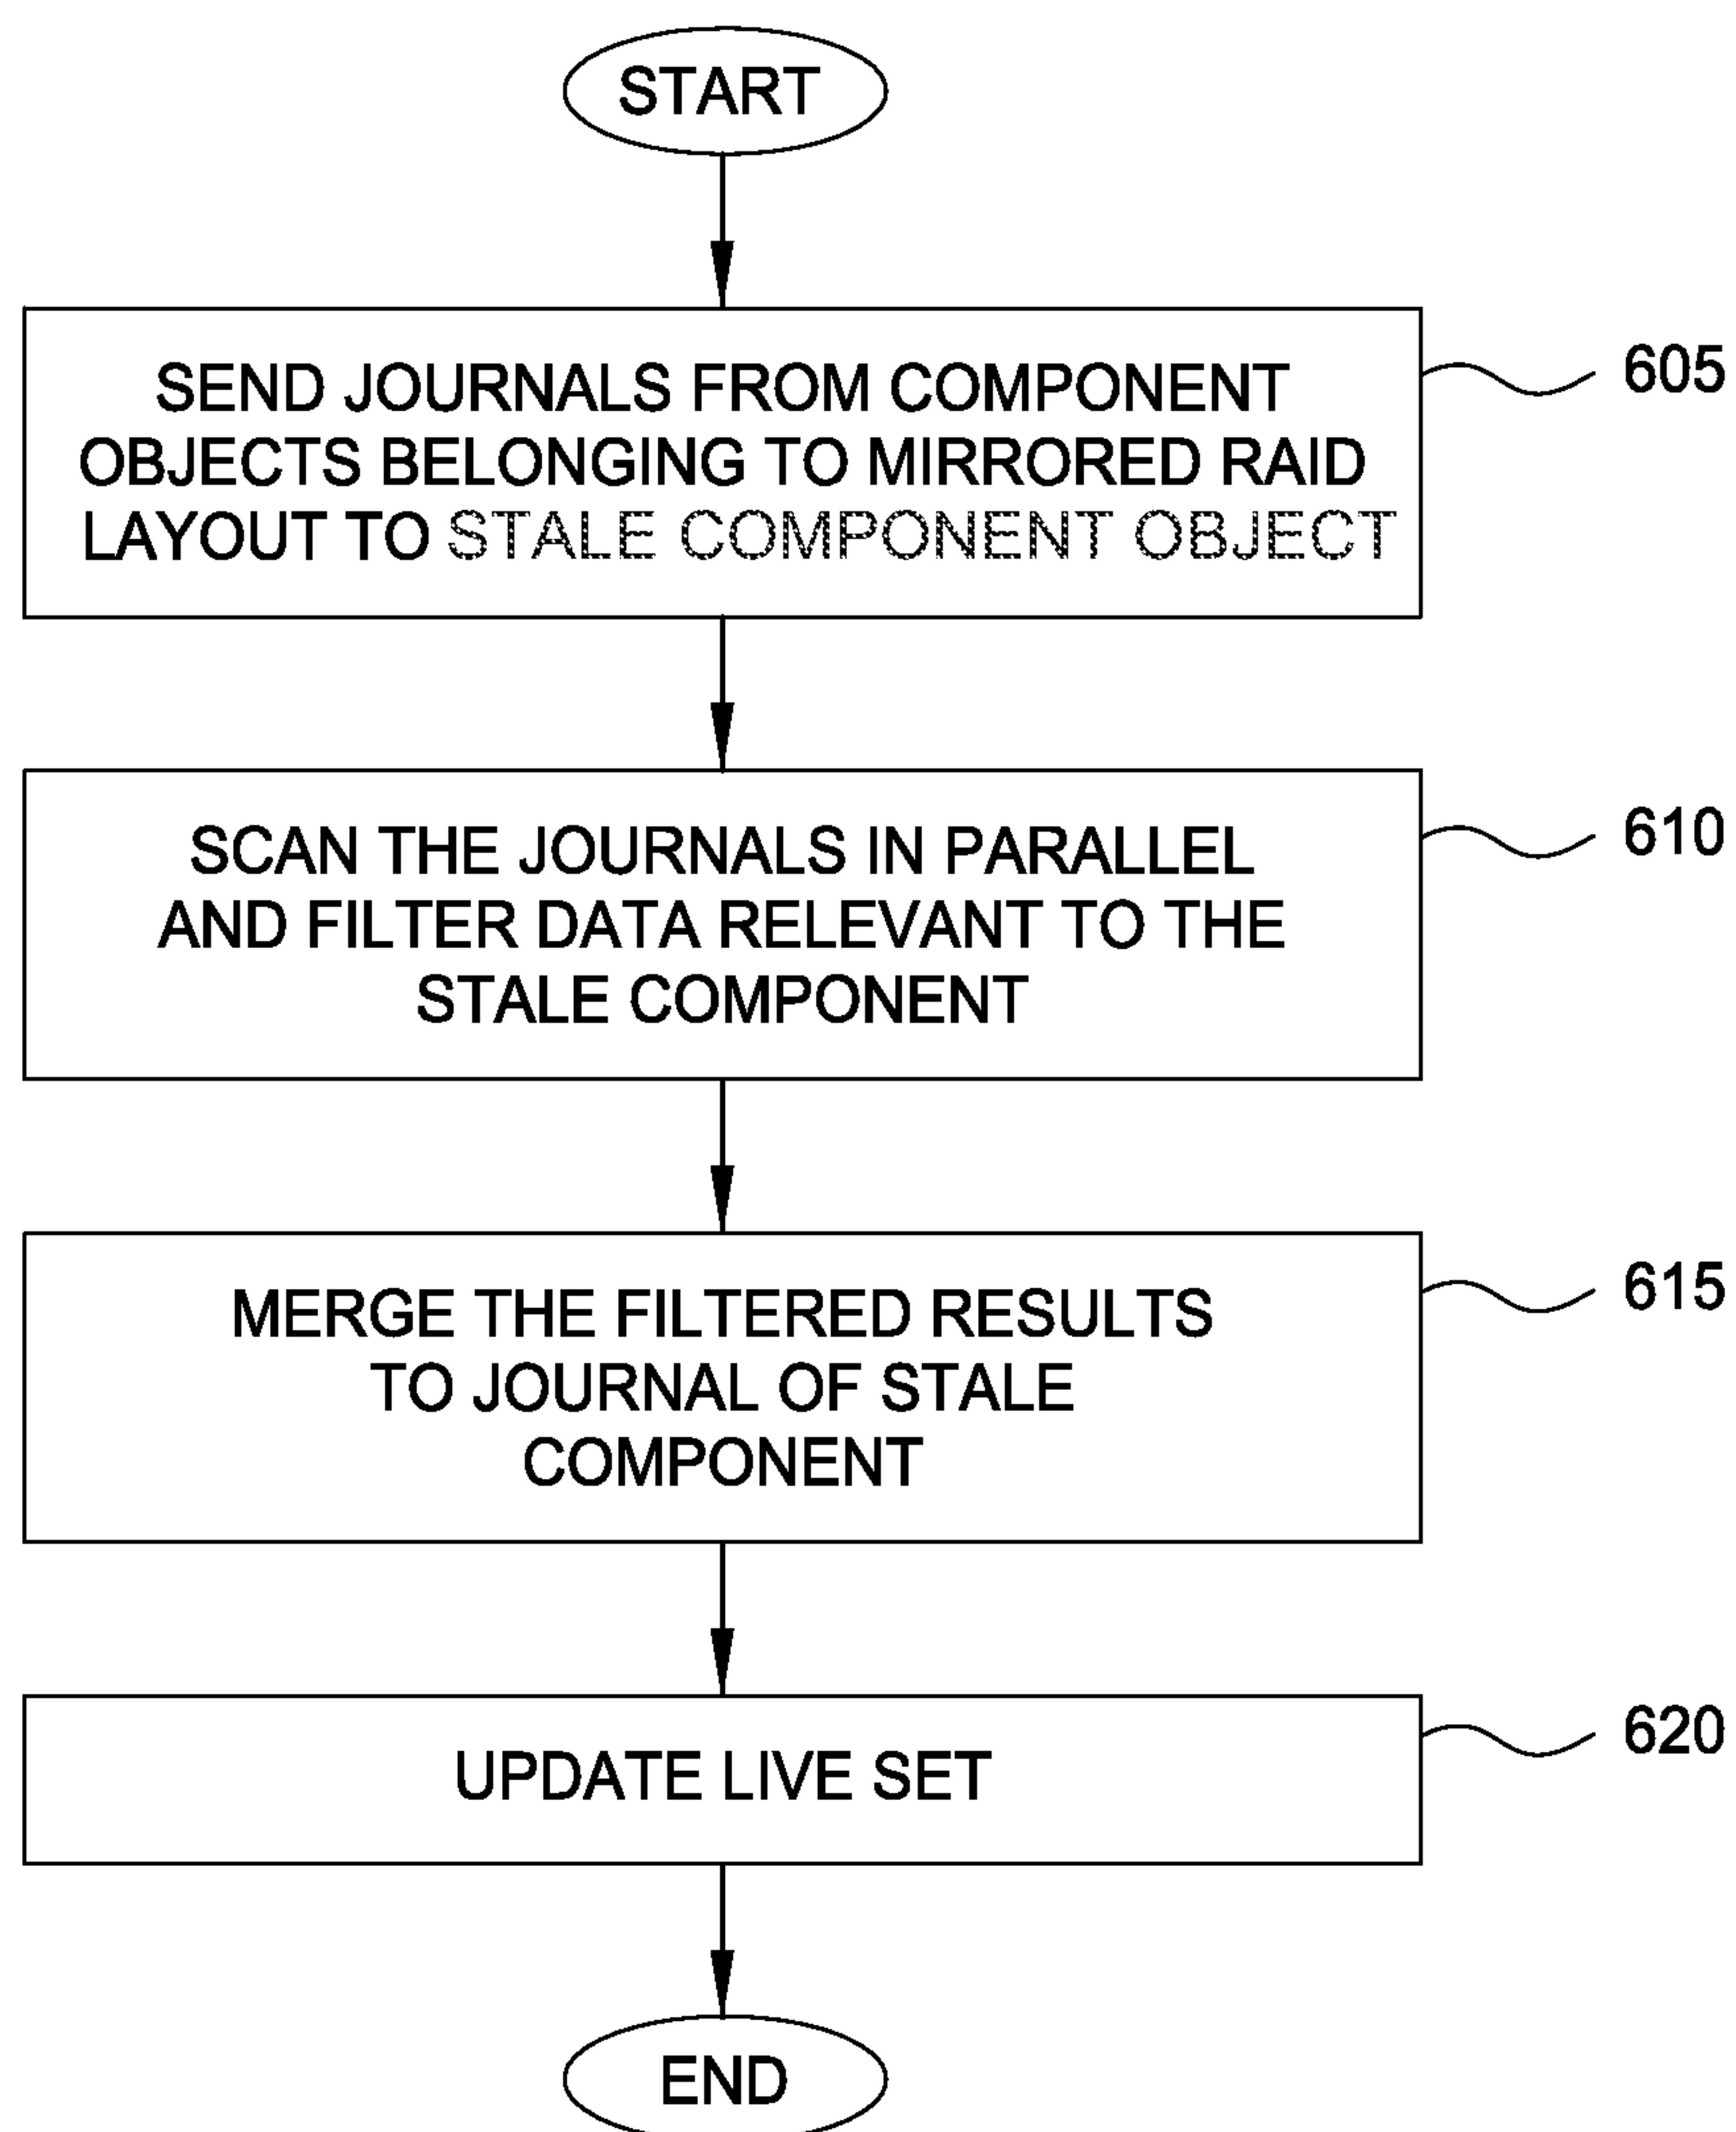 START
SEND JOURNALS FROM COMPONENT
OBJECTS BELONGING TO MIRRORED RAID
LAYOUT TO STALE COMPONENT OBJECT
605
SCAN THE JOURNALS IN PARALLEL
AND FILTER DATA RELEVANT TO THE
STALE COMPONENT
610
MERGE THE FILTERED RESULTS
TO JOURNAL OF STALE
COMPONENT
615
UPDATE LIVE SET
620
END